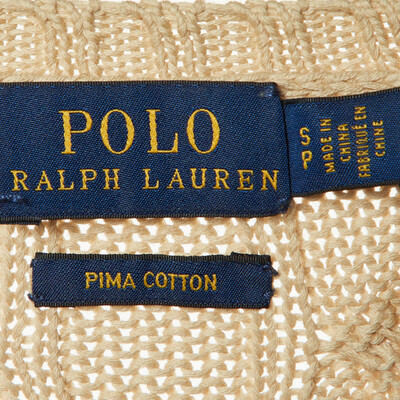 POLO
RALPH LAUREN
S
P
MADE IN
CHINA
FABRIQUÉ EN
CHINE
PIMA COTTON